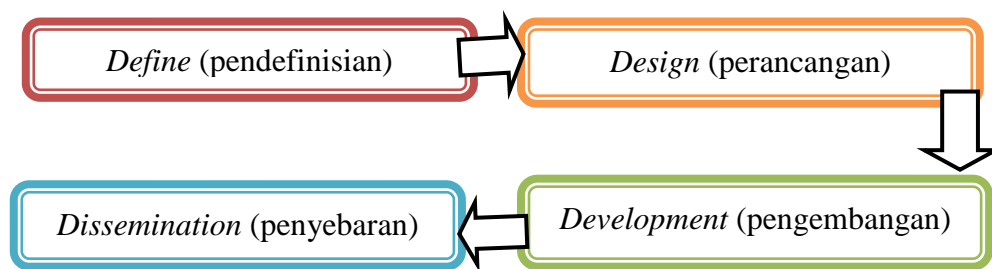 Define (pendefinisian)
Design (perancangan)
Development (pengembangan)
Dissemination (penyebaran)